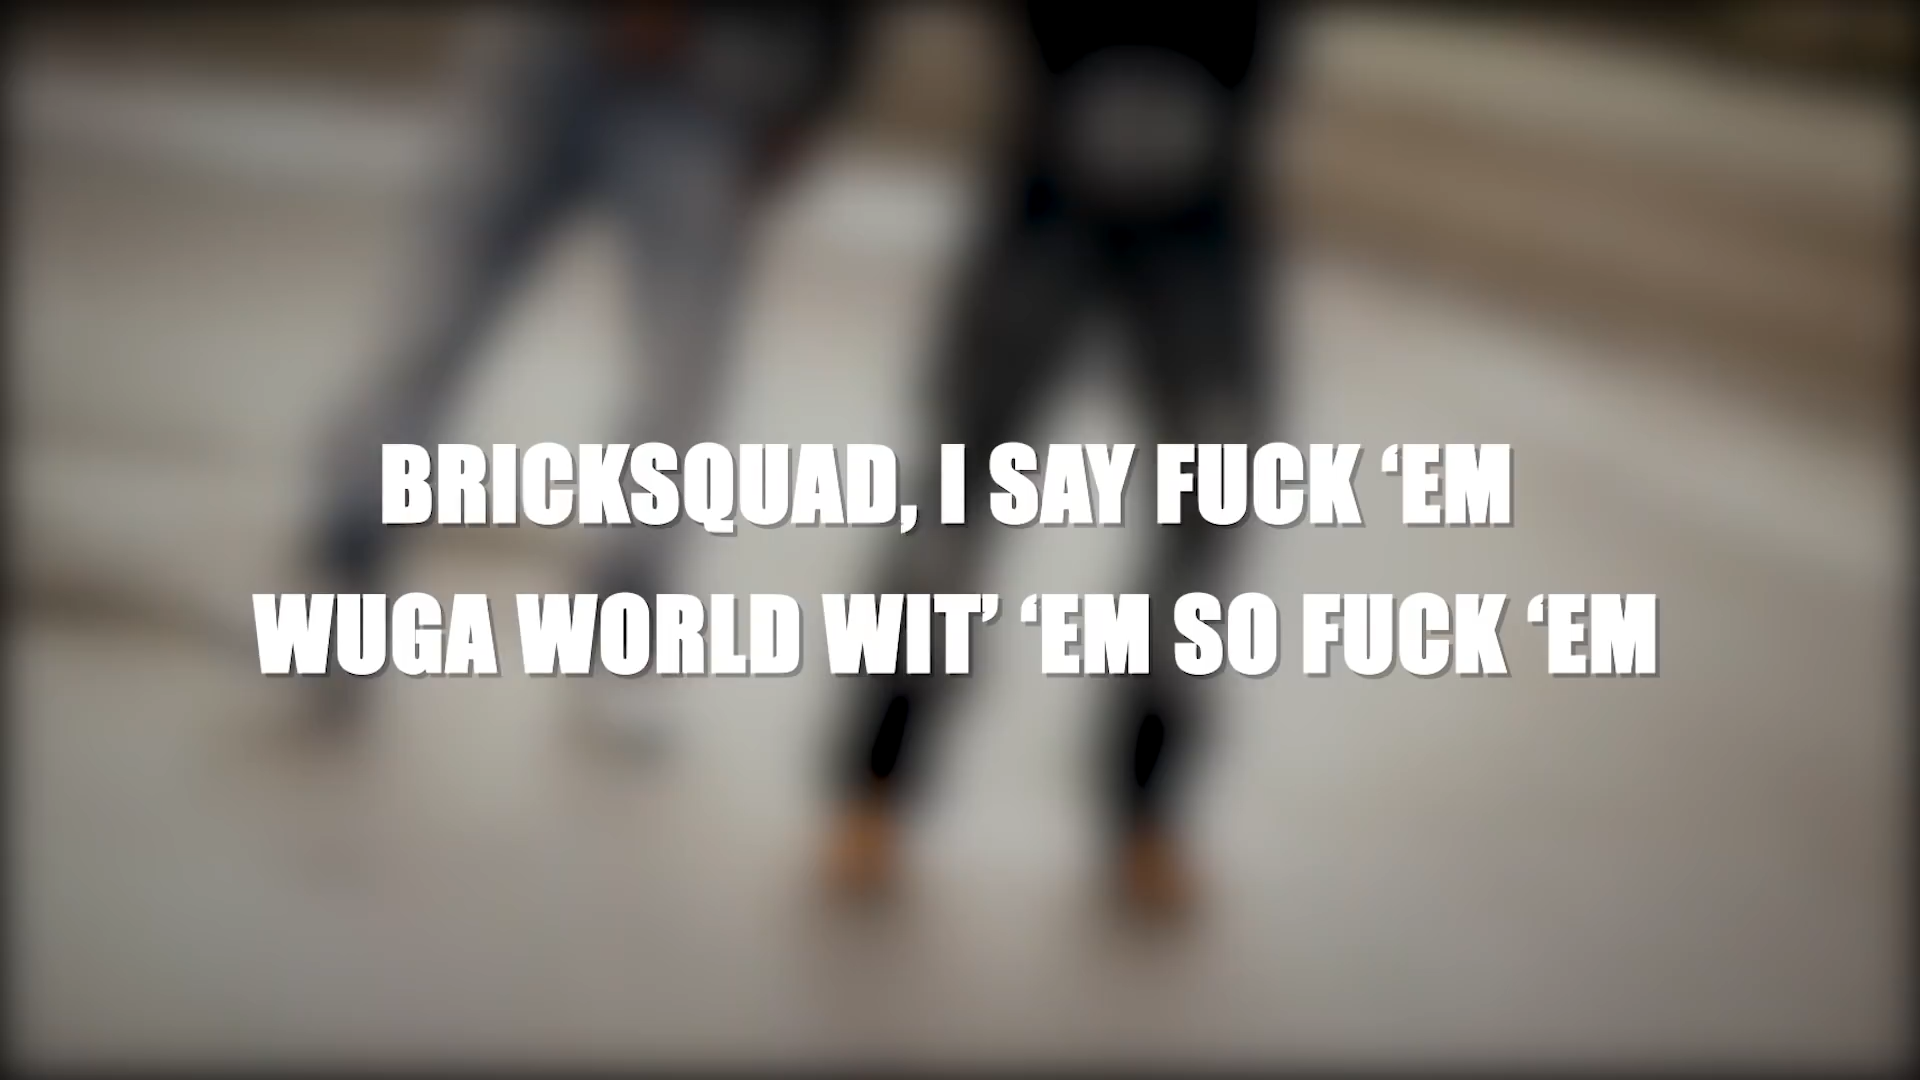 BRICKSQUAD, I SAY FUCK ‘EM
WUGA WORLD WIT’ ‘EM SO FUCK ‘EM